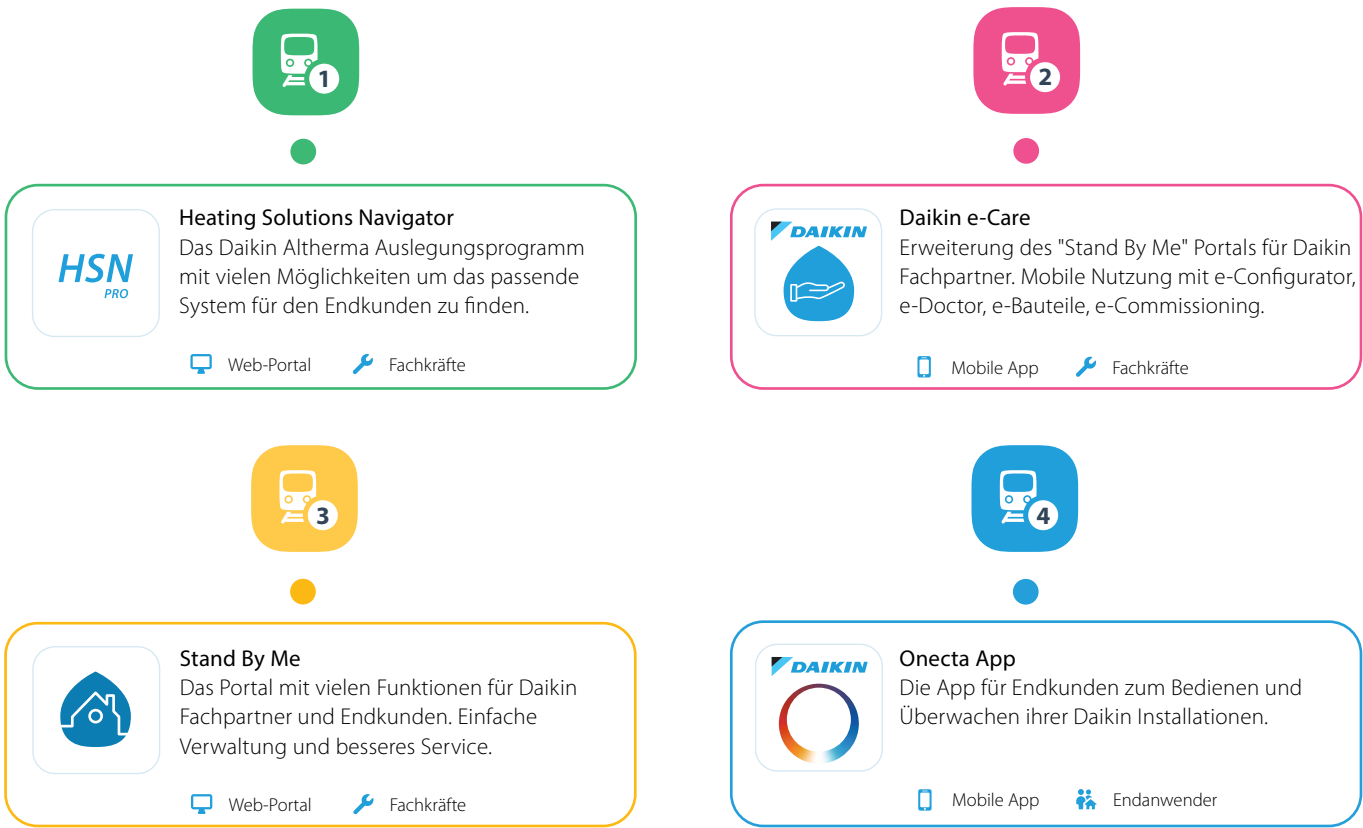 1
Heating Solutions Navigator
Das Daikin Altherma Auslegungsprogramm
mit vielen Möglichkeiten um das passende
System für den Endkunden zu finden.
HSN
PRO
Web-Portal
Fachkräfte
2
DAIKIN
Daikin e-Care
Erweiterung des "Stand By Me" Portals für Daikin
Fachpartner. Mobile Nutzung mit e-Configurator,
e-Doctor, e-Bauteile, e-Commissioning.
Mobile App
Fachkräfte
3
Stand By Me
Das Portal mit vielen Funktionen für Daikin
Fachpartner und Endkunden. Einfache
Verwaltung und besseres Service.
Web-Portal
Fachkräfte
4
DAIKIN
Onecta App
Die App für Endkunden zum Bedienen und
Überwachen ihrer Daikin Installationen.
Mobile App
Endanwender